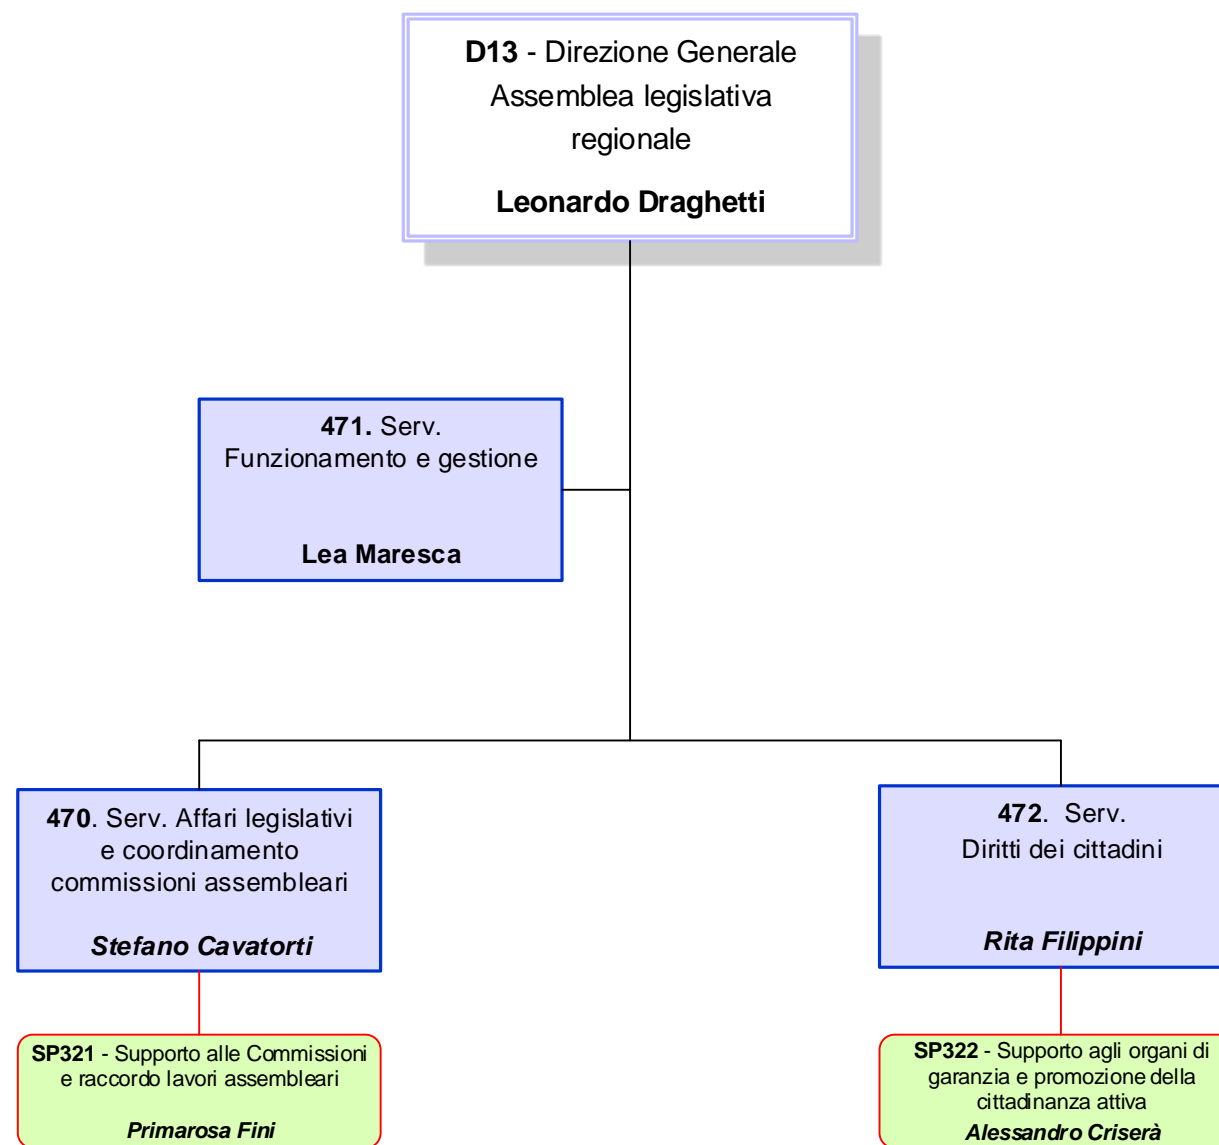 D13 - Direzione Generale
Assemblea legislativa
regionale
Leonardo Draghetti
471. Serv.
Funzionamento e gestione
Lea Maresca
470. Serv. Affari legislativi
e coordinamento
commissioni assembleari
Stefano Cavatorti
472. Serv.
Diritti dei cittadini
Rita Filippini
SP321 - Supporto alle Commissioni
e raccordo lavori assembleari
Primarosa Fini
SP322 - Supporto agli organi di
garanzia e promozione della
cittadinanza attiva
Alessandro Criserà